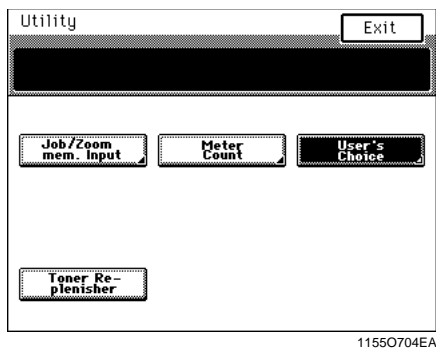 Utility
Exit
Job/Zoom
mem. Input
Meter
Count
User's
Choice
Toner Re-
plenisher
1155O704EA